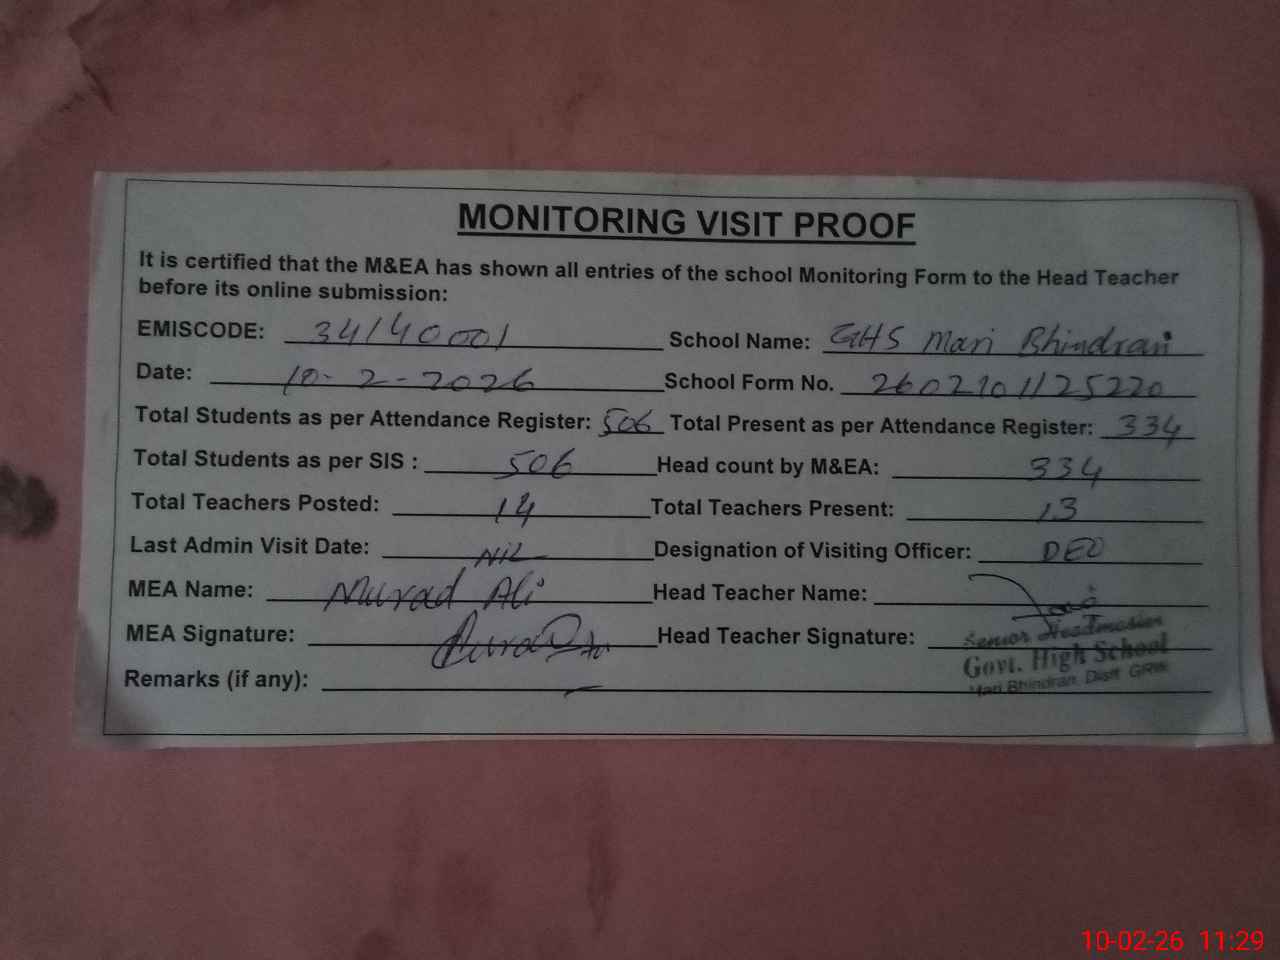 MONITORING VISIT PROOF
It is certified that the M&EA has shown all entries of the school Monitoring Form to the Head Teacher
before its online submission:
EMISCODE: 34140001 School Name: GHS Mari Bhindran
Date: 10-2-2026 School Form No. 2602101125220
Total Students as per Attendance Register: 506 Total Present as per Attendance Register: 334
Total Students as per SIS : 506 Head count by M&EA: 334
Total Teachers Posted: 14 Total Teachers Present: 13
Last Admin Visit Date: Nil Designation of Visiting Officer: DEO
MEA Name: Murad Ali Head Teacher Name:
MEA Signature: Head Teacher Signature:
Senior Headmaster
Govt. High School
Mari Bhindran Distt GRW
Remarks (if any): —
10-02-26 11:29